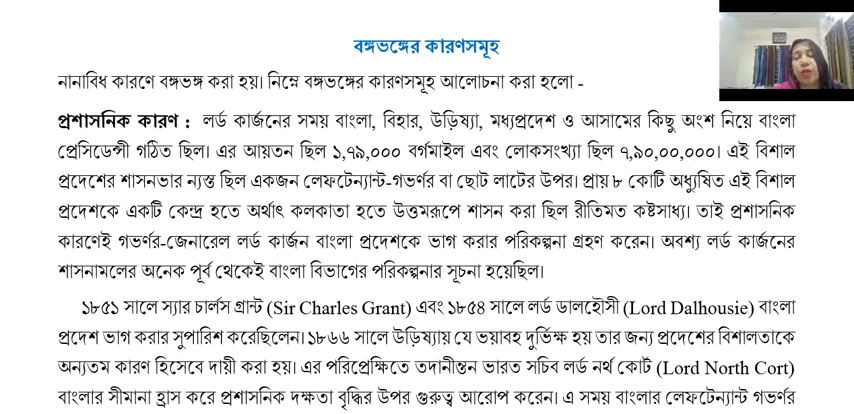 বঙ্গভঙ্গের কারণসমূহ
নানাবিধ কারণে বঙ্গভঙ্গ করা হয়। নিম্নে বঙ্গভঙ্গের কারণসমূহ আলোচনা করা হলো -
প্রশাসনিক কারণ : লর্ড কার্জনের সময় বাংলা, বিহার, উড়িষ্যা, মধ্যপ্রদেশ ও আসামের কিছু অংশ নিয়ে বাংলা
প্রেসিডেন্সী গঠিত ছিল। এর আয়তন ছিল ১,৭৯,০০০ বর্গমাইল এবং লোকসংখ্যা ছিল ৭,৯০,০০,০০০। এই বিশাল
প্রদেশের শাসনভার ন্যস্ত ছিল একজন লেফটেন্যান্ট-গভর্ণর বা ছোট লাটের উপর। প্রায় ৮ কোটি অধ্যুষিত এই বিশাল
প্রদেশকে একটি কেন্দ্র হতে অর্থাৎ কলকাতা হতে উত্তমরূপে শাসন করা ছিল রীতিমত কষ্টসাধ্য। তাই প্রশাসনিক
কারণেই গভর্ণর-জেনারেল লর্ড কার্জন বাংলা প্রদেশকে ভাগ করার পরিকল্পনা গ্রহণ করেন। অবশ্য লর্ড কার্জনের
শাসনামলের অনেক পূর্ব থেকেই বাংলা বিভাগের পরিকল্পনার সূচনা হয়েছিল।
১৮৫১ সালে স্যার চার্লস গ্রান্ট (Sir Charles Grant) এবং ১৮৫৪ সালে লর্ড ডালহৌসী (Lord Dalhousie) বাংলা
প্রদেশ ভাগ করার সুপারিশ করেছিলেন। ১৮৬৬ সালে উড়িষ্যায় যে ভয়াবহ দুর্ভিক্ষ হয় তার জন্য প্রদেশের বিশালতাকে
অন্যতম কারণ হিসেবে দায়ী করা হয়। এর পরিপ্রেক্ষিতে তদানীন্তন ভারত সচিব লর্ড নর্থ কোর্ট (Lord North Cort)
বাংলার সীমানা হ্রাস করে প্রশাসনিক দক্ষতা বৃদ্ধির উপর গুরুত্ব আরোপ করেন। এ সময় বাংলার লেফটেন্যান্ট গভর্ণর